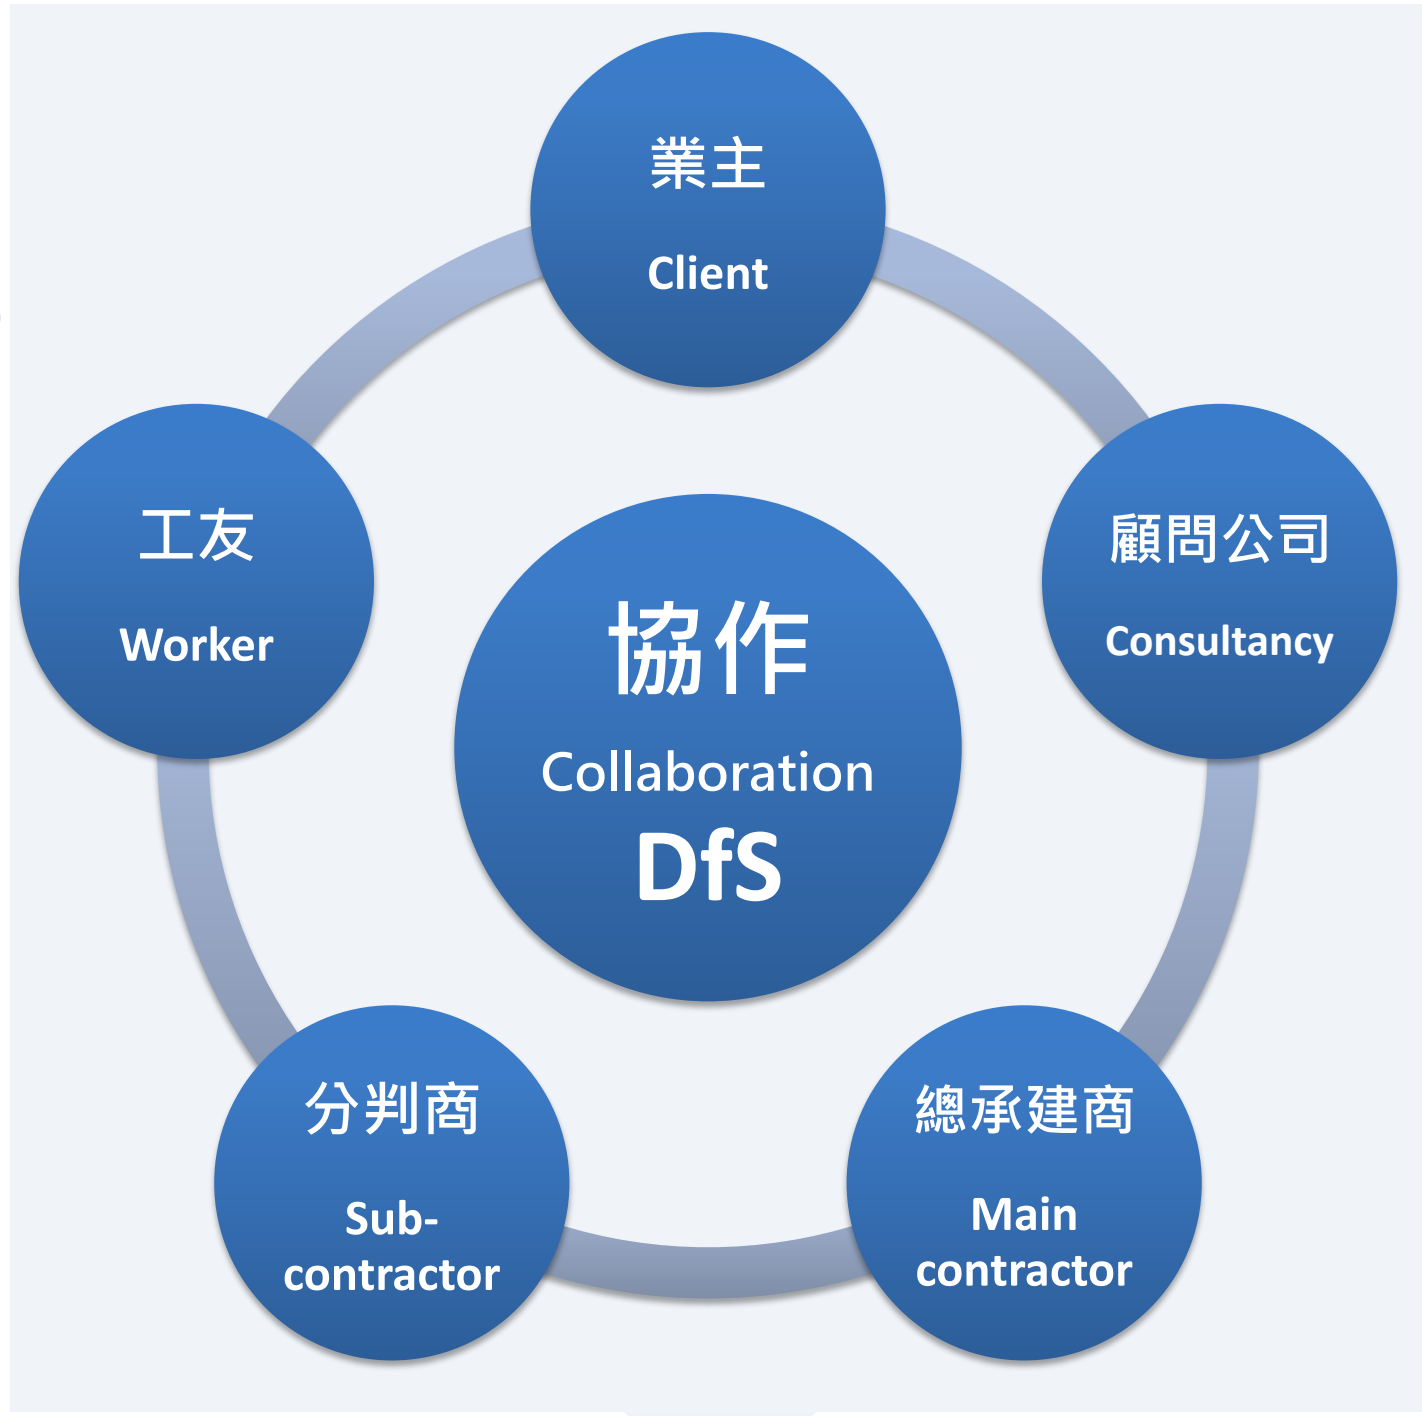 業主
Client
顧問公司
Consultancy
總承建商
Main
contractor
分判商
Sub-
contractor
工友
Worker
協作
Collaboration
DfS